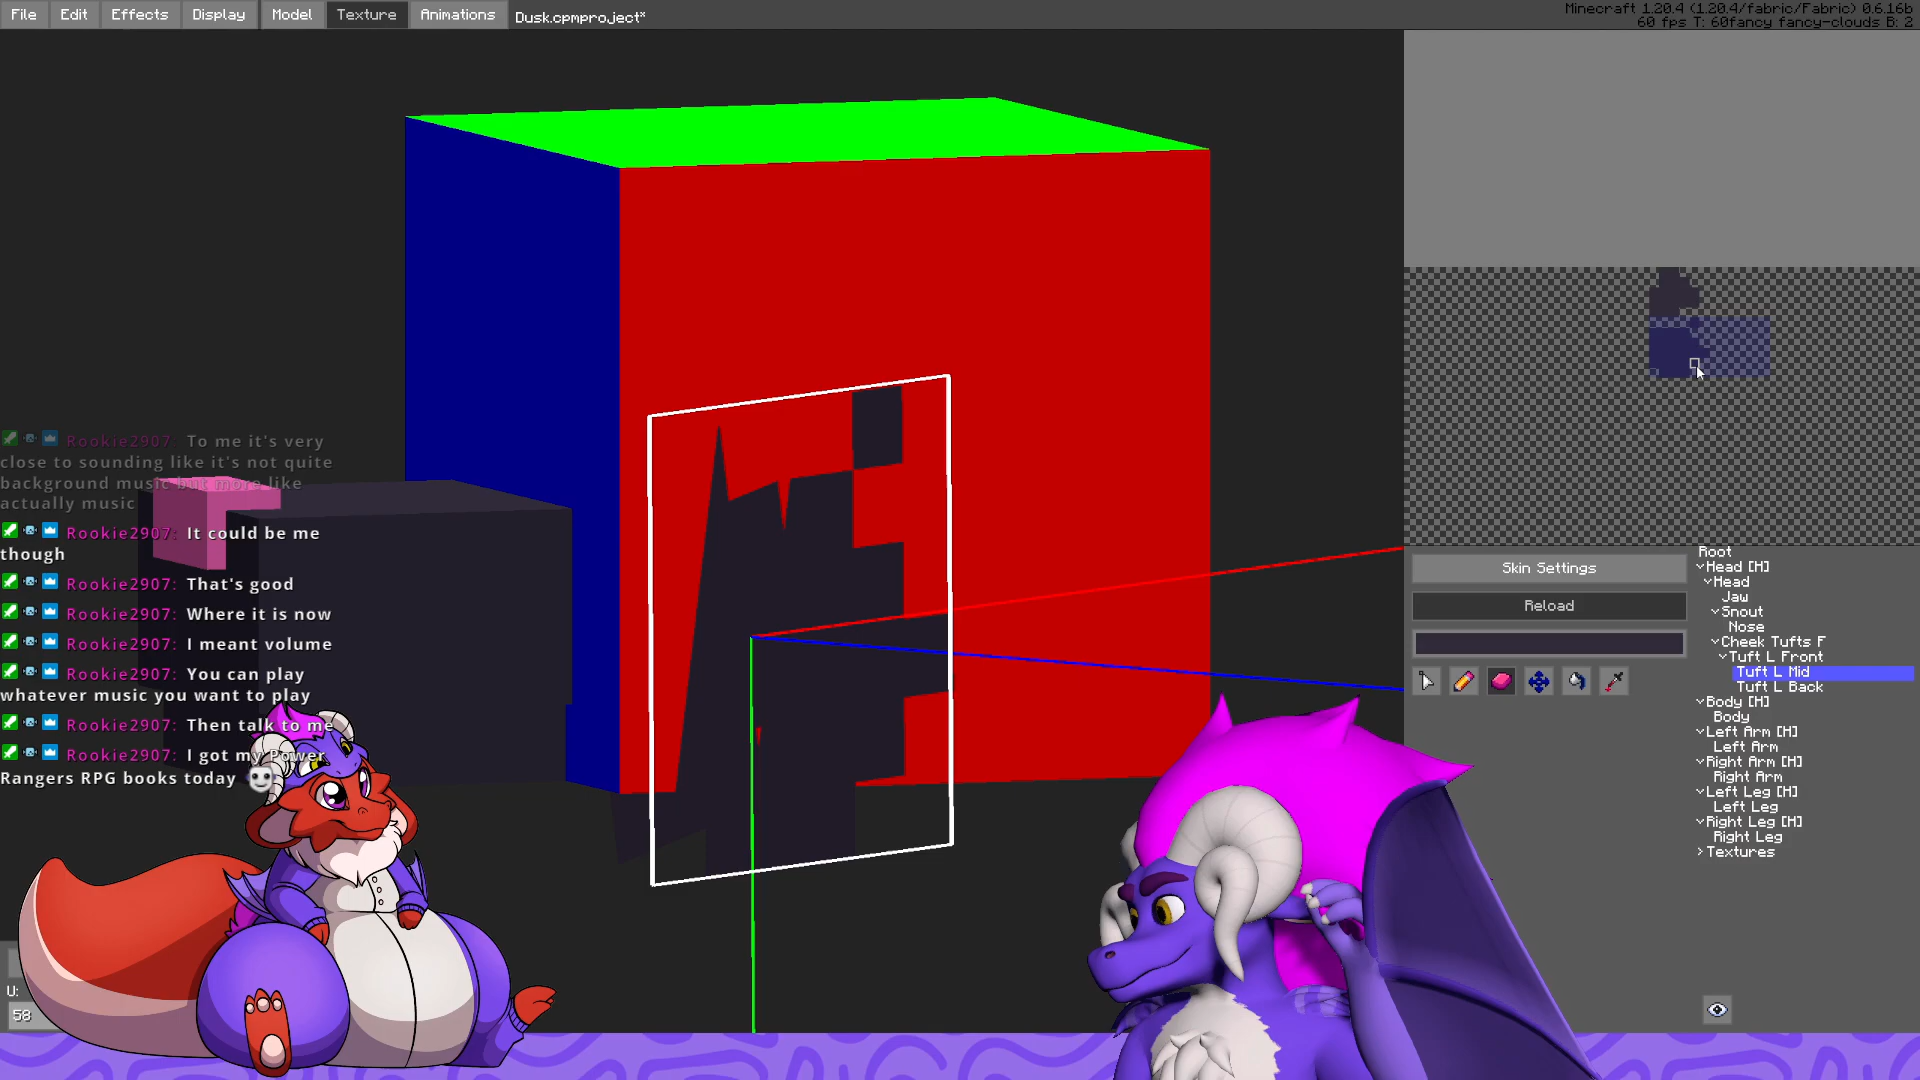 File Edit Effects Display Model Texture Animations Dusk.cpmproject*
Minecraft 1.20.4 (1.20.4/fabric/Fabric) 0.6.16b
60 fps T: 60fancy fancy-clouds B: 2
Rookie2907: To me it's very
close to sounding like it's not quite
background music but more like
actually music
Rookie2907: It could be me
though
Rookie2907: That's good
Rookie2907: Where it is now
Rookie2907: I meant volume
Rookie2907: You can play
whatever music you want to play
Rookie2907: Then talk to me
Rookie2907: I got my Power
Rangers RPG books today
U:
58
Skin Settings
Reload
Root
Head [H]
Head
Jaw
Snout
Nose
Cheek Tufts F
Tuft L Front
Tuft L Mid
Tuft L Back
Body [H]
Body
Left Arm [H]
Left Arm
Right Arm [H]
Right Arm
Left Leg [H]
Left Leg
Right Leg [H]
Right Leg
Textures